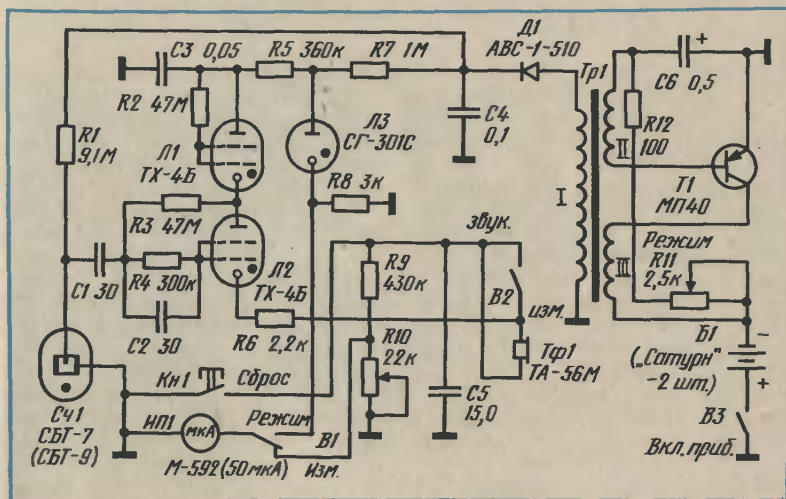 С3 0,05
R5 360к
R7 1М
Д1
АВС-1-510
Тр1
С6 0,5
+
R2 47М
Л1
ТХ-4Б
Л3
СГ-301С
С4
0,1
R12
100
II
R1
9,1М
R8 3к
I
Т1
МП40
R3 47М
Л2
ТХ-4Б
звук.
III
Режим
R11
2,5к
С1 30
R4 300к
R9
430к
В2
изм.
С2 30
R6 2,2к
R10
22к
Тф1
ТА-56М
Б1
(„Сатурн"
-2 шт.)
−
+
Кн1
Сброс
С5
15,0
Сч1
СБТ-7
(СБТ-9)
ИП1
мкА
Режим
В1
Изм.
М-592 (50мкА)
В3
Вкл. приб.